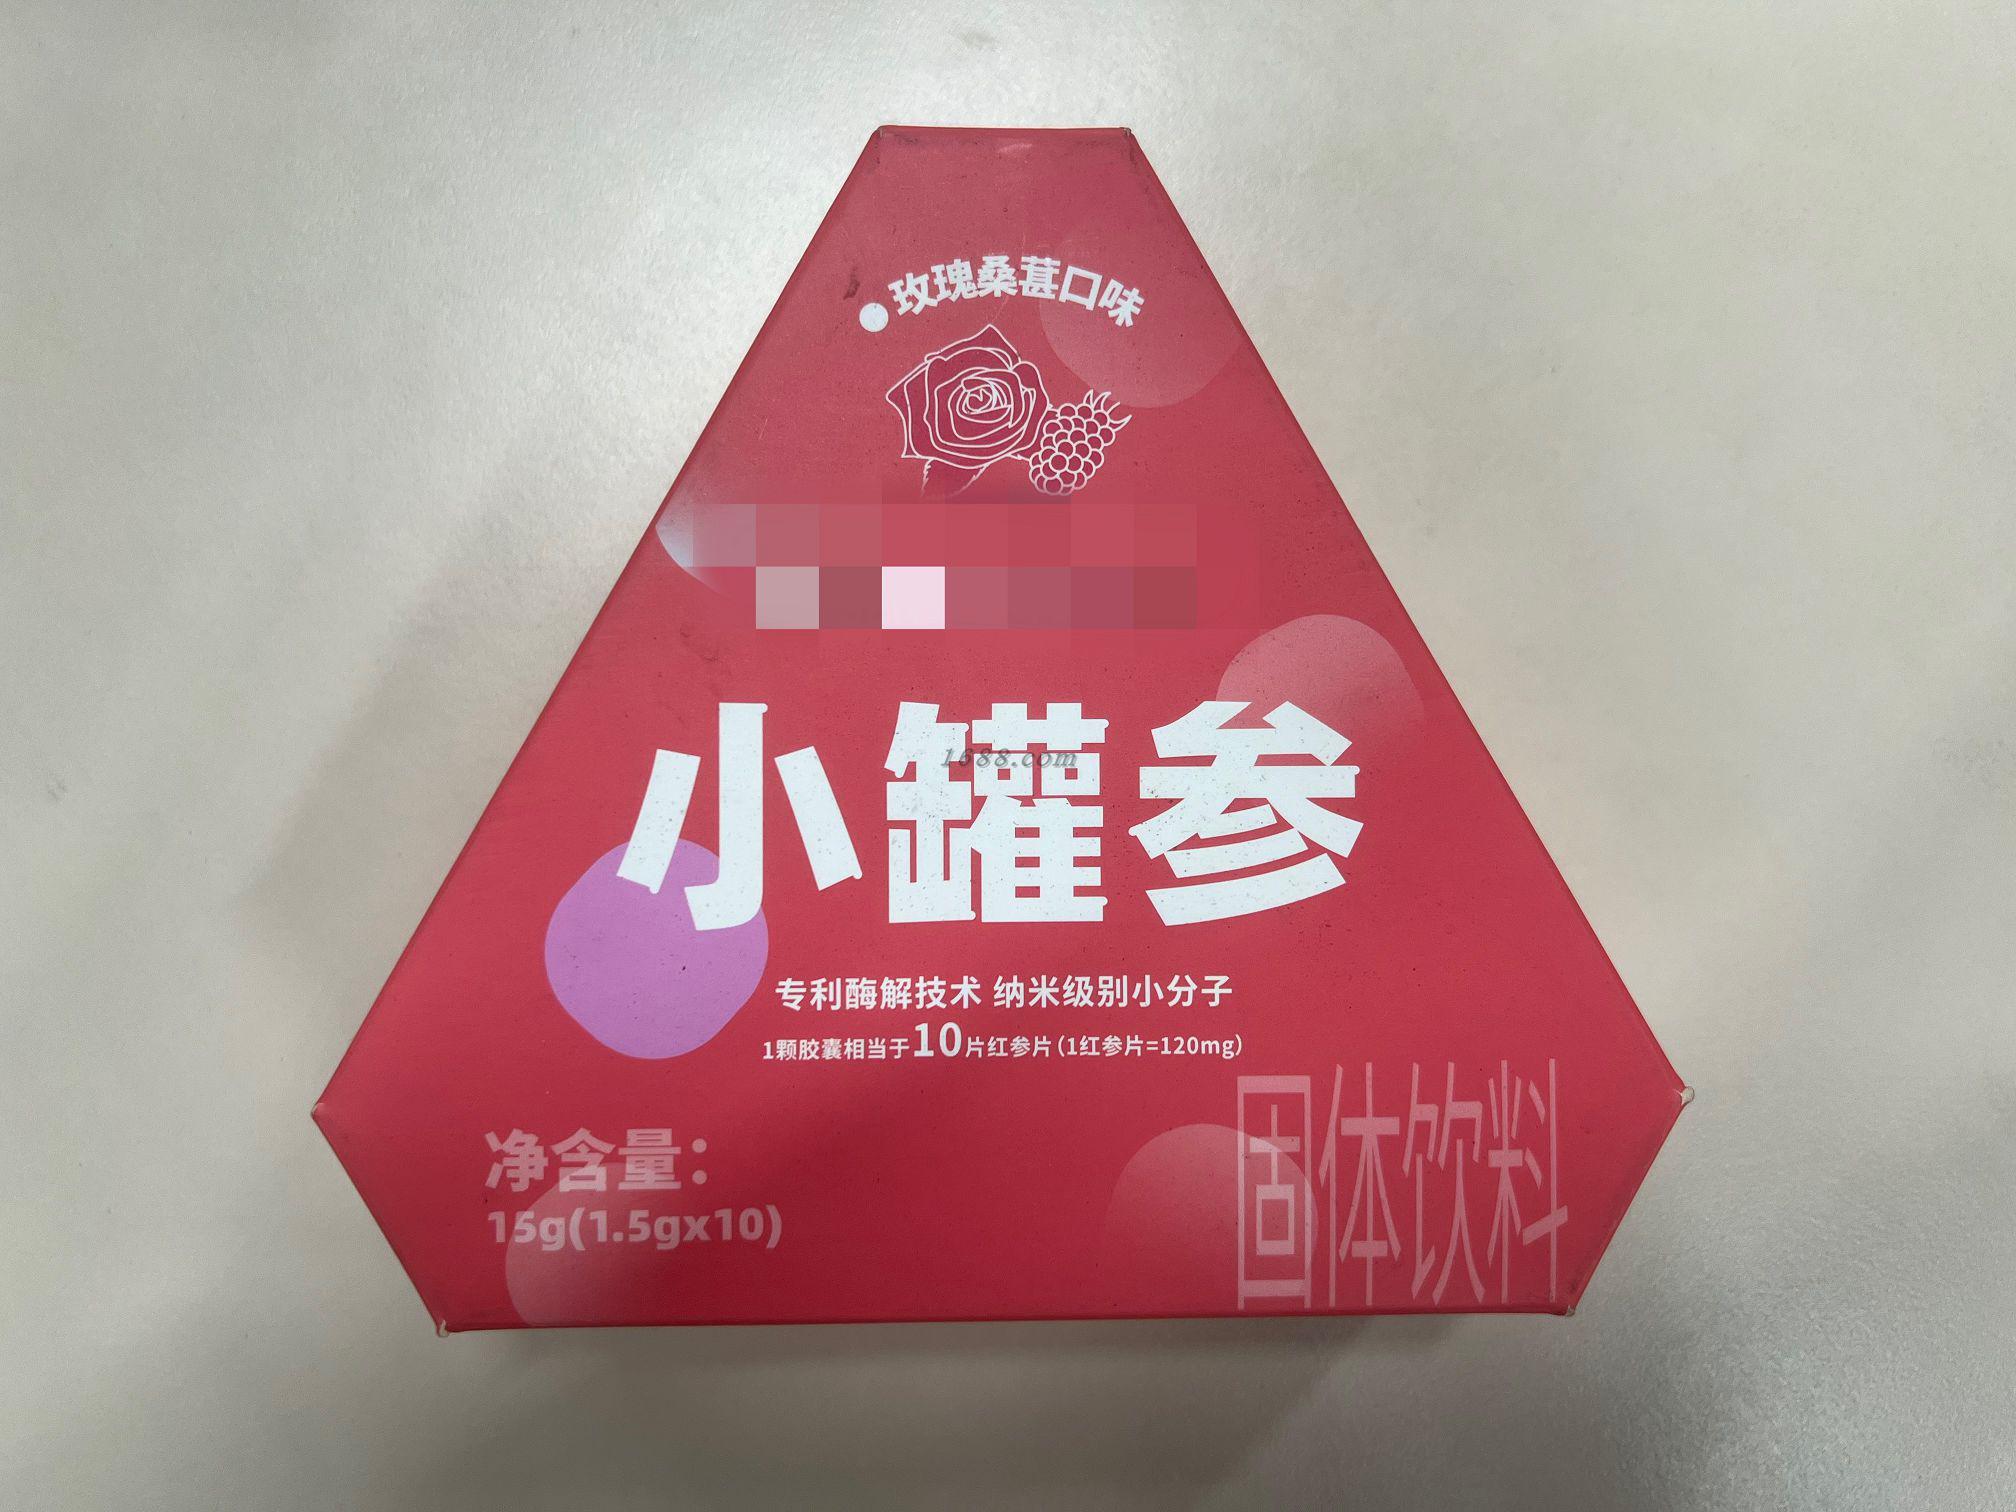 玫瑰桑葚口味
小罐参
1688.com
专利酶解技术 纳米级别小分子
1颗胶囊相当于10片红参片(1红参片=120mg)
净含量:
15g(1.5gx10)
固体饮料